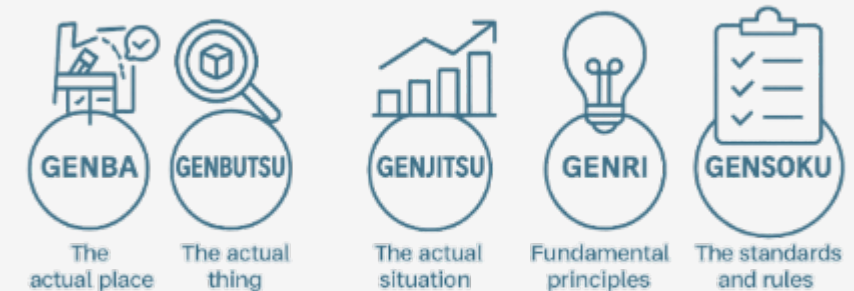 GENBA
GENBUTSU
GENJITSU
GENRI
GENSOKU
The
actual place
The actual
thing
The actual
situation
Fundamental
principles
The standards
and rules